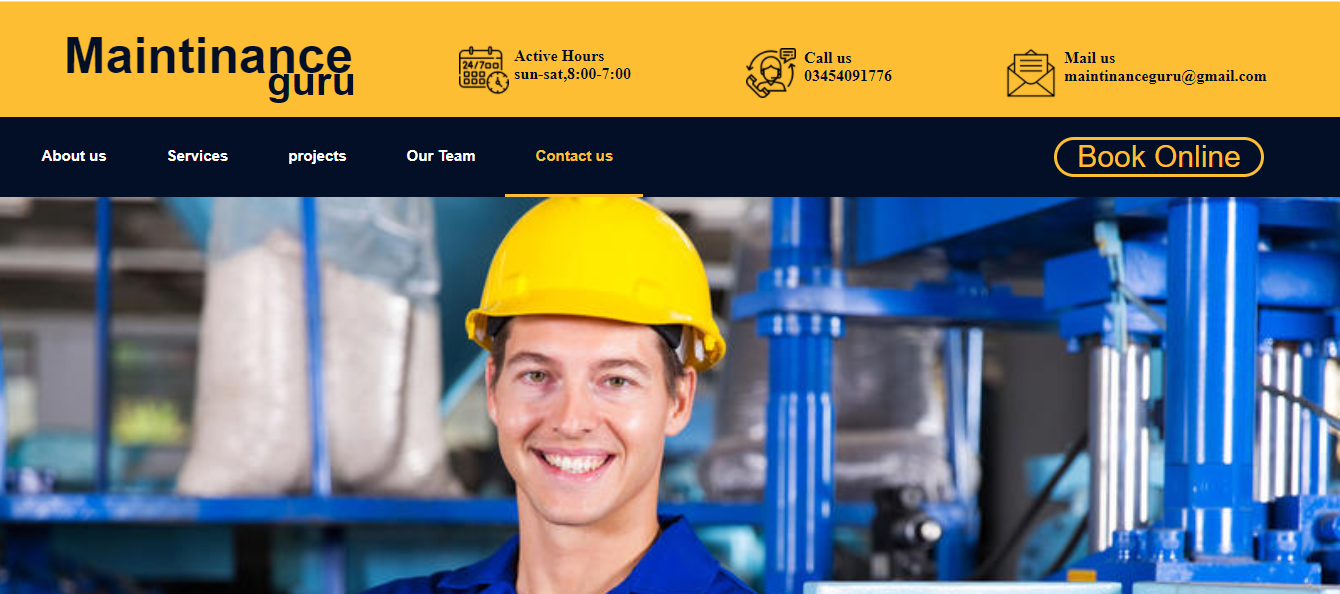 Maintinance
guru
24/7
Active Hours
sun-sat,8:00-7:00
Call us
03454091776
Mail us
maintinanceguru@gmail.com
About us
Services
projects
Our Team
Contact us
Book Online